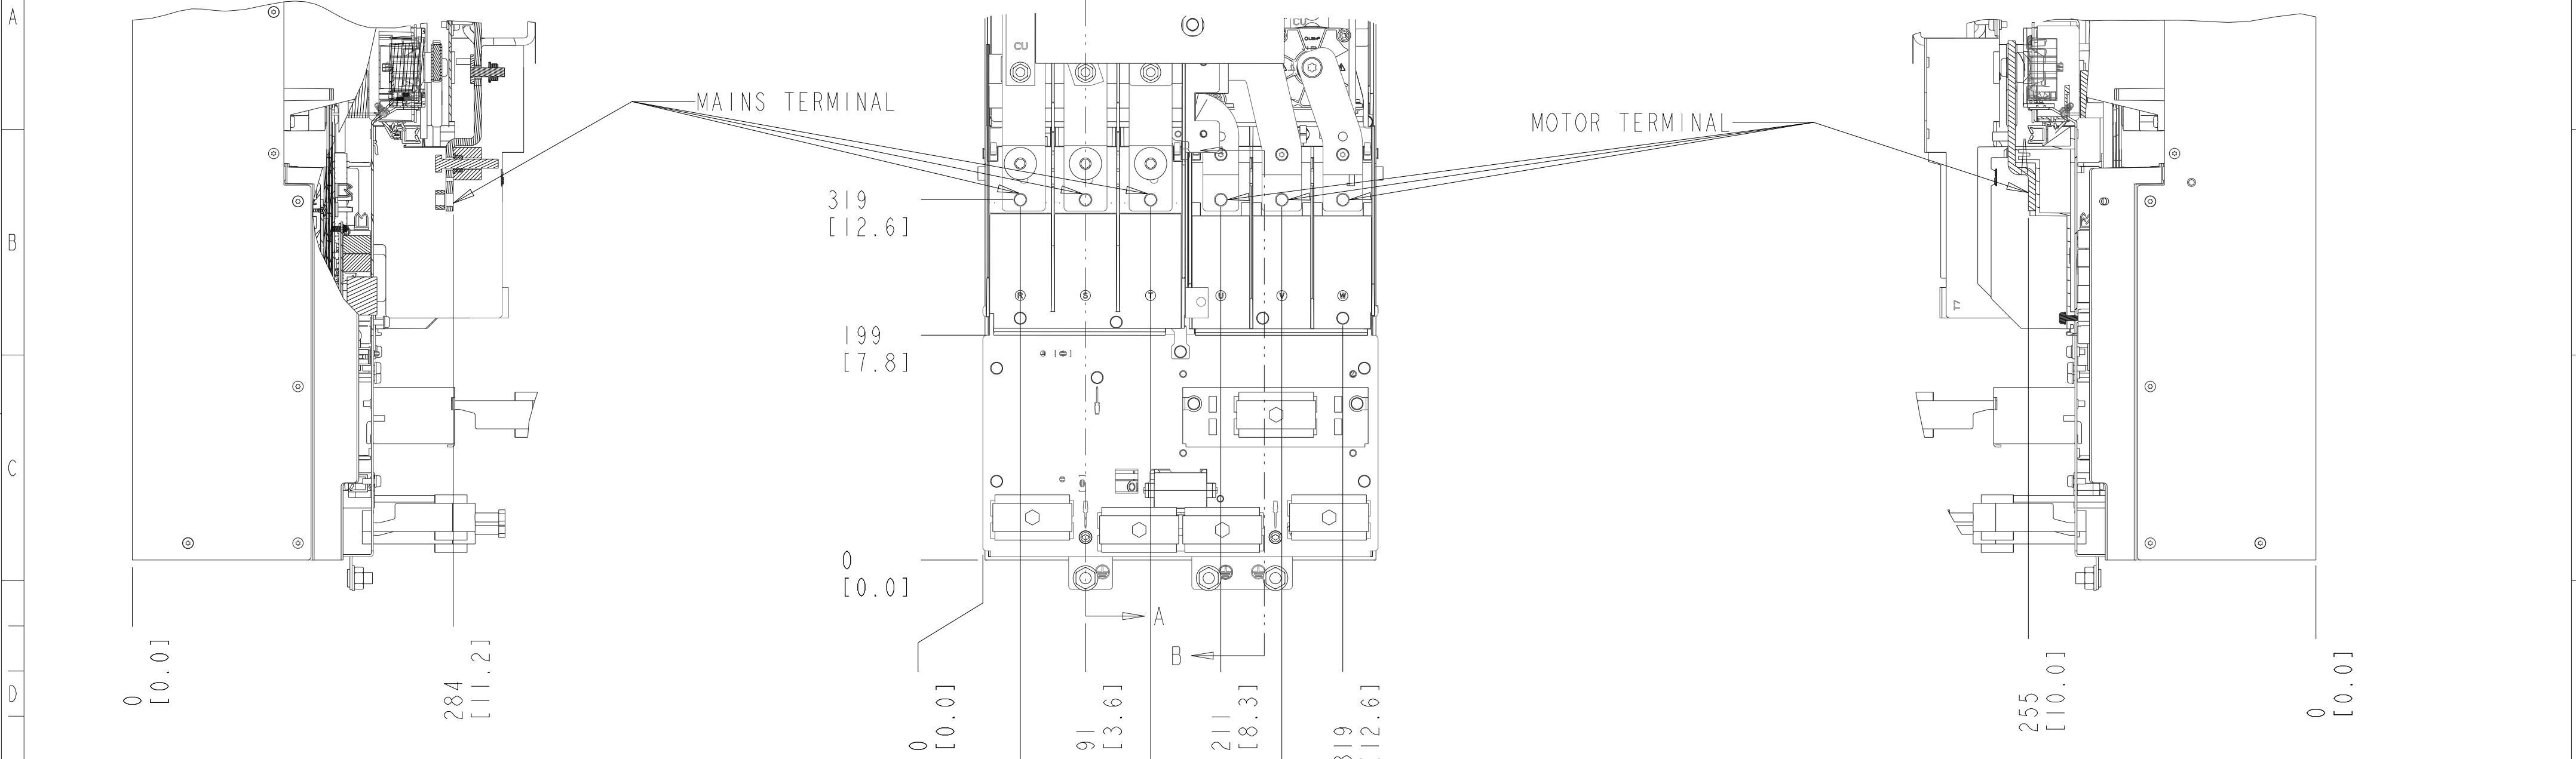 A
CU
CU
MAINS TERMINAL
MOTOR TERMINAL
319
[12.6]
B
R
S
T
U
V
W
T7
199
[7.8]
C
0
[0.0]
A
B
D
0
[0.0]
284
[11.2]
0
[0.0]
91
[3.6]
211
[8.3]
319
12.6]
255
[10.0]
0
[0.0]